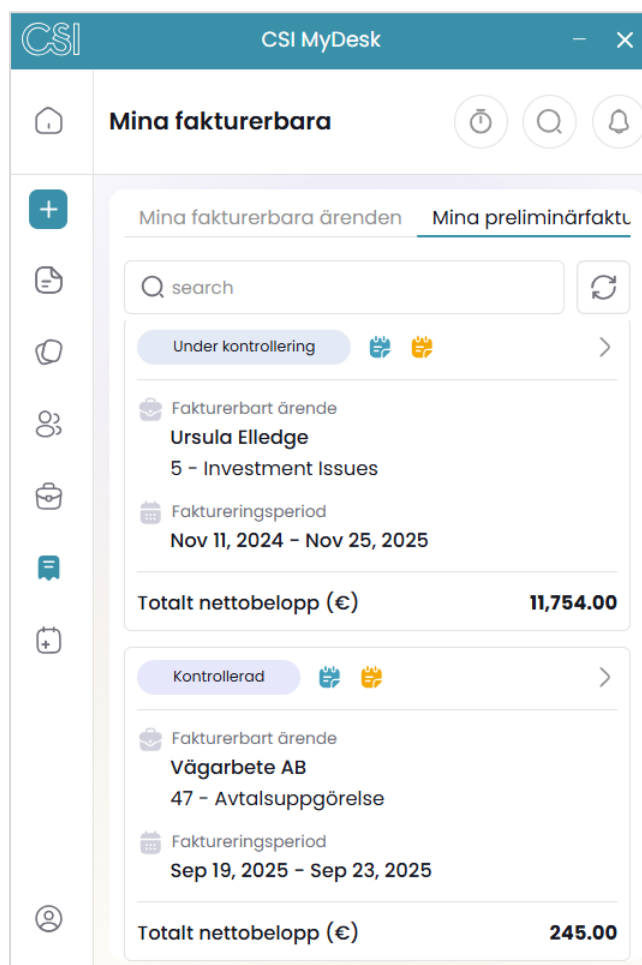 CSI CSI MyDesk
Mina fakturerbara
Mina fakturerbara ärenden Mina preliminärfaktu
search
Under kontrollering
Fakturerbart ärende
Ursula Elledge
5 - Investment Issues
Faktureringsperiod
Nov 11, 2024 - Nov 25, 2025
Totalt nettobelopp (€) 11,754.00
Kontrollerad
Fakturerbart ärende
Vägarbete AB
47 - Avtalsuppgörelse
Faktureringsperiod
Sep 19, 2025 - Sep 23, 2025
Totalt nettobelopp (€) 245.00